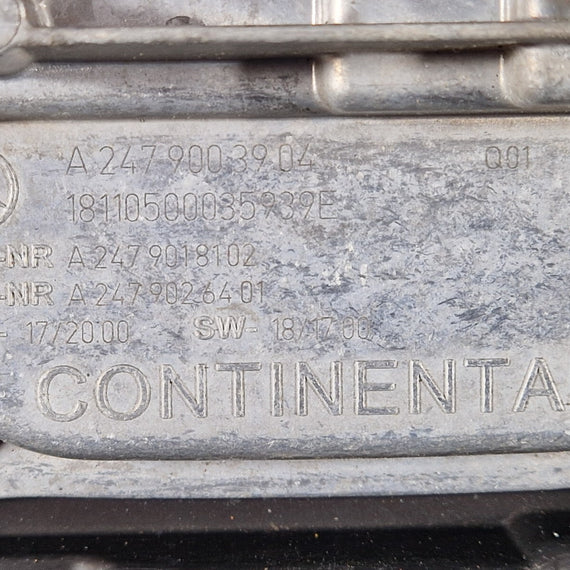 A 247 900 39 04 Q01
18110500035939E
-NR A 247 901 81 02
-NR A 247 902 64 01
- 17/20.00 SW- 18/17.00
CONTINENTA